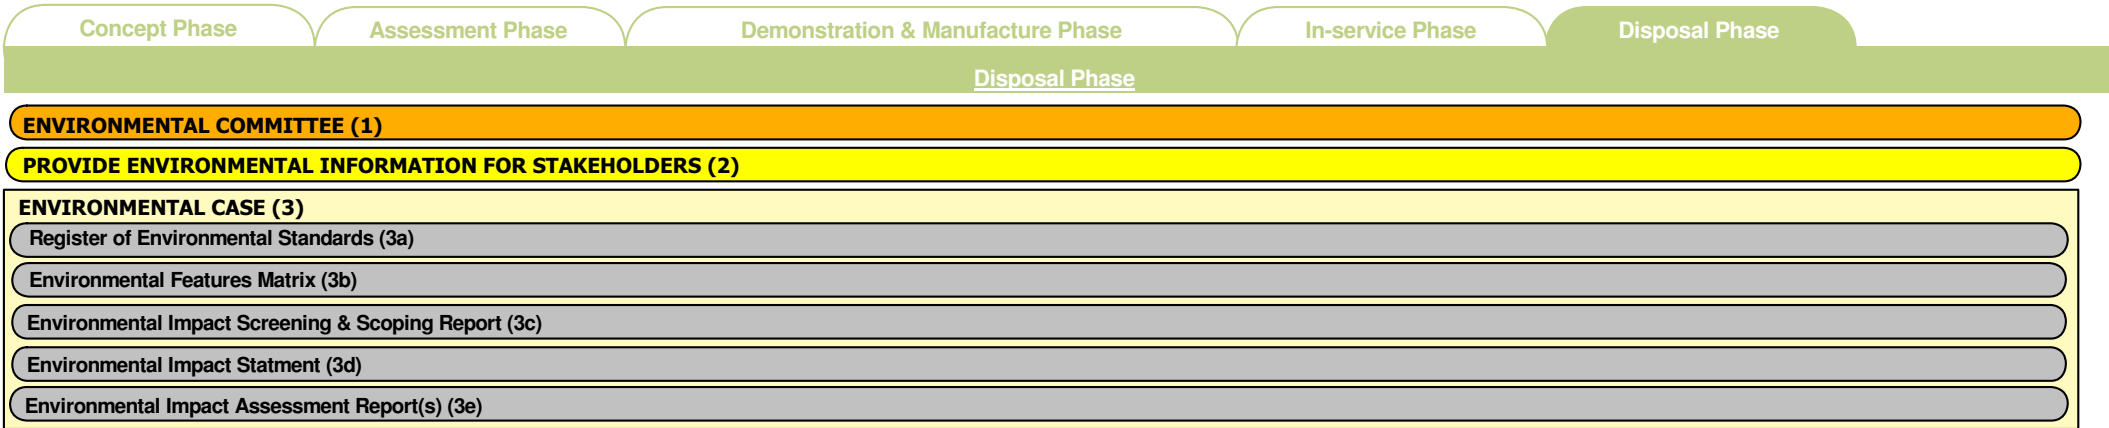 Concept Phase Assessment Phase Demonstration & Manufacture Phase In-service Phase Disposal Phase
Disposal Phase
ENVIRONMENTAL COMMITTEE (1)
PROVIDE ENVIRONMENTAL INFORMATION FOR STAKEHOLDERS (2)
ENVIRONMENTAL CASE (3)
Register of Environmental Standards (3a)
Environmental Features Matrix (3b)
Environmental Impact Screening & Scoping Report (3c)
Environmental Impact Statment (3d)
Environmental Impact Assessment Report(s) (3e)